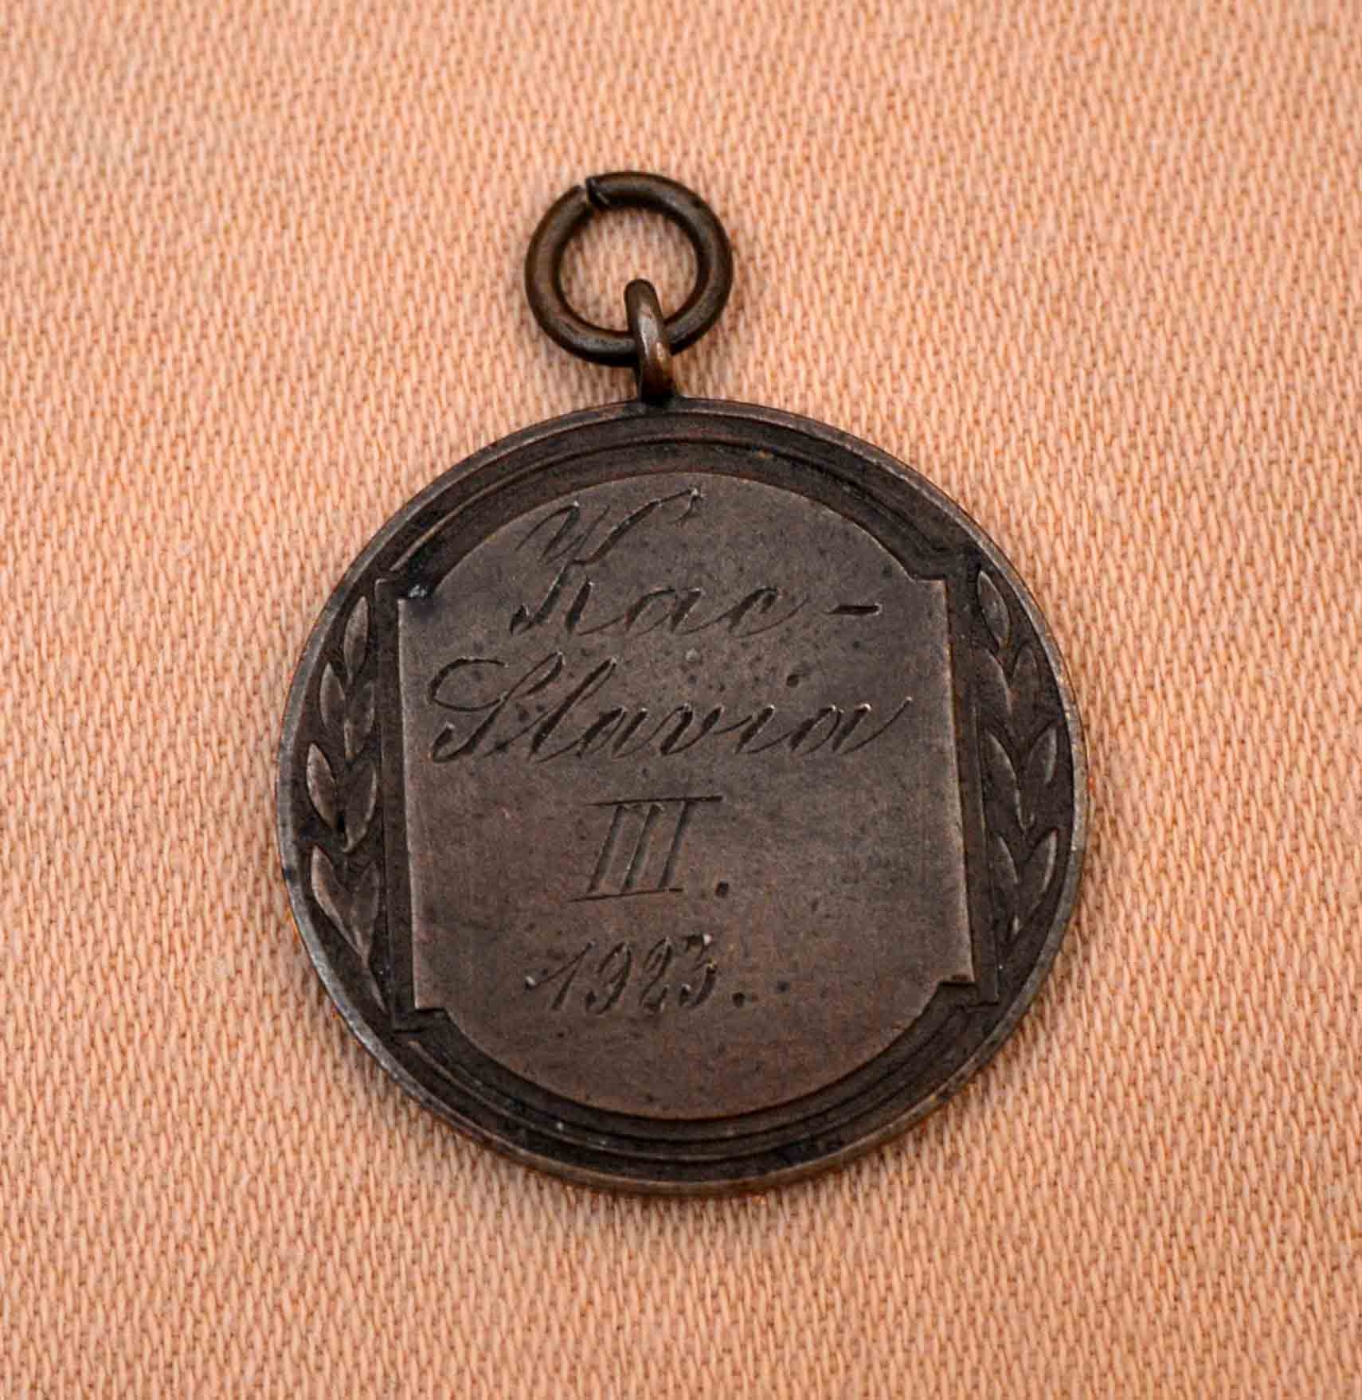 Kac-
Slavia
III.
1923.